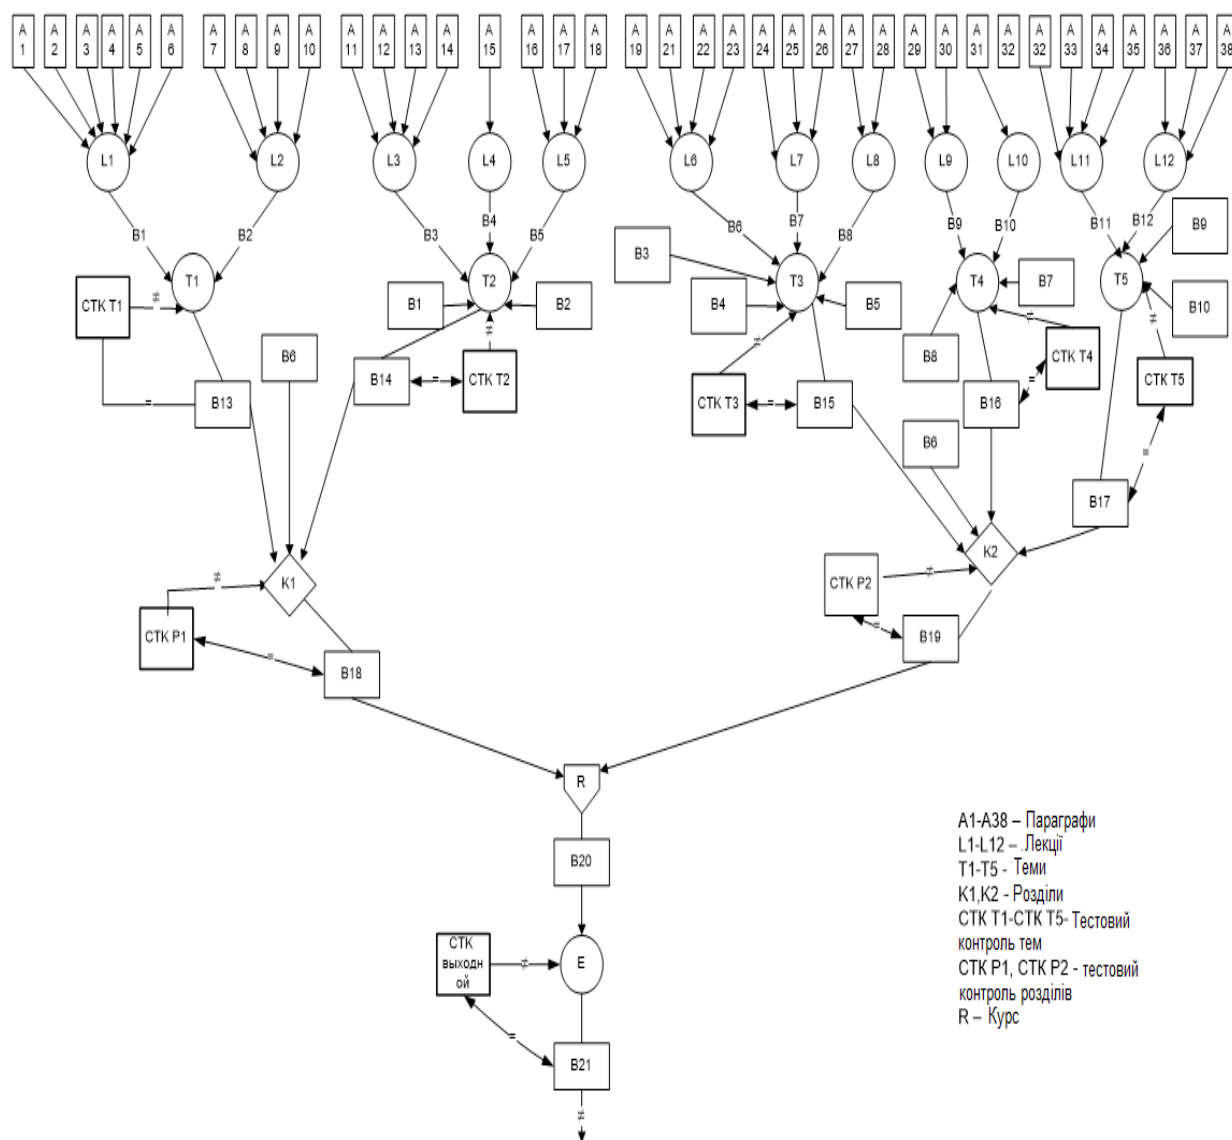 A 1
A 2
A 3
A 4
A 5
A 6
A 7
A 8
A 9
A 10
A 11
A 12
A 13
A 14
A 15
A 16
A 17
A 18
A 19
A 21
A 22
A 23
A 24
A 25
A 26
A 27
A 28
A 29
A 30
A 31
A 32
A 32
A 33
A 34
A 35
A 36
A 37
A 38
L1
L2
L3
L4
L5
L6
L7
L8
L9
L10
L11
L12
B1
B2
B3
B4
B5
B6
B7
B8
B9
B10
B11
B12
B9
B3
T1
T2
T3
T4
T5
СТК Т1
≠
B1
B2
B4
B5
B7
B10
≠
≠
≠
≠
B6
B14
=
СТК Т2
B8
СТК Т4
СТК Т5
=
B13
СТК Т3
=
B15
B16
=
B6
=
B17
K2
≠
K1
СТК Р2
≠
СТК Р1
=
B18
=
B19
R
B20
СТК
выходн
ой
≠
E
=
B21
≠
A1-A38 – Параграфи
L1-L12 – . Лекції
T1-T5 - Теми
K1,K2 - Розділи
СТК Т1-СТК Т5- Тестовий
контроль тем
СТК Р1, СТК Р2 - тестовий
контроль розділів
R – Курс